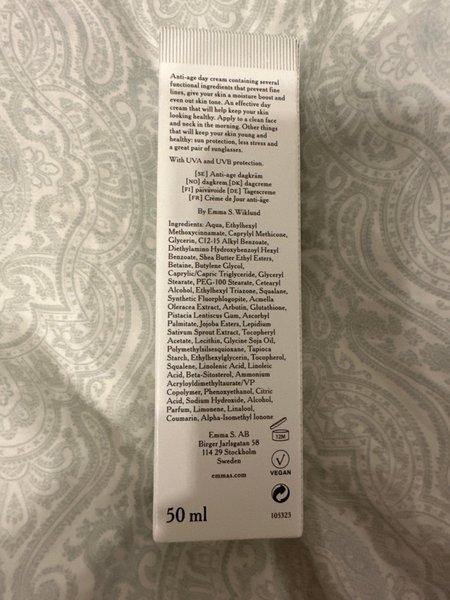 Anti-age day cream containing several
functional ingredients that prevent fine
lines, give your skin a moisture boost and
even out skin tone. An effective day
cream that will help keep your skin
looking healthy. Apply to a clean face
and neck in the morning. Other things
that will keep your skin young and
healthy: sun protection, less stress and
a great pair of sunglasses.
With UVA and UVB protection.
[SE] Anti-age dagkräm
[NO] dagkrem [DK] dagcreme
[FI] päivävoide [DE] Tagescreme
[FR] Crème de Jour anti-âge
By Emma S. Wiklund
Ingredients: Aqua, Ethylhexyl
Methoxycinnamate, Caprylyl Methicone,
Glycerin, C12-15 Alkyl Benzoate,
Diethylamino Hydroxybenzoyl Hexyl
Benzoate, Shea Butter Ethyl Esters,
Betaine, Butylene Glycol,
Caprylic/Capric Triglyceride, Glyceryl
Stearate, PEG-100 Stearate, Cetearyl
Alcohol, Ethylhexyl Triazone, Squalane,
Synthetic Fluorphlogopite, Acmella
Oleracea Extract, Arbutin, Glutathione,
Pistacia Lentiscus Gum, Ascorbyl
Palmitate, Jojoba Esters, Lepidium
Sativum Sprout Extract, Tocopheryl
Acetate, Lecithin, Glycine Soja Oil,
Polymethylsilsesquioxane, Tapioca
Starch, Ethylhexylglycerin, Tocopherol,
Squalene, Linolenic Acid, Linoleic
Acid, Beta-Sitosterol, Ammonium
Acryloyldimethyltaurate/VP
Copolymer, Phenoxyethanol, Citric
Acid, Sodium Hydroxide, Alcohol,
Parfum, Limonene, Linalool,
Coumarin, Alpha-Isomethyl Ionone
Emma S. AB
Birger Jarlsgatan 58
114 29 Stockholm
Sweden
emmas.com
12M
VEGAN
50 ml
105323